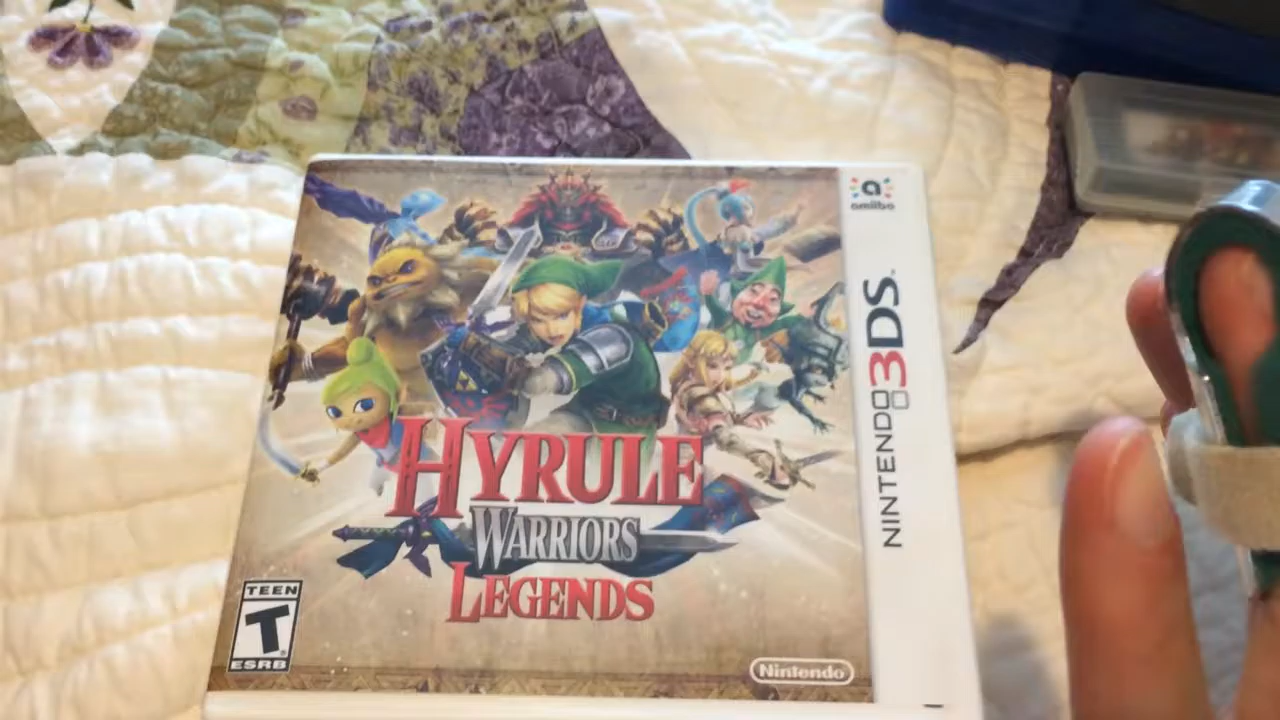 amiibo
NINTENDO 3DS
HYRULE
WARRIORS
LEGENDS
TEEN
T
ESRB
Nintendo